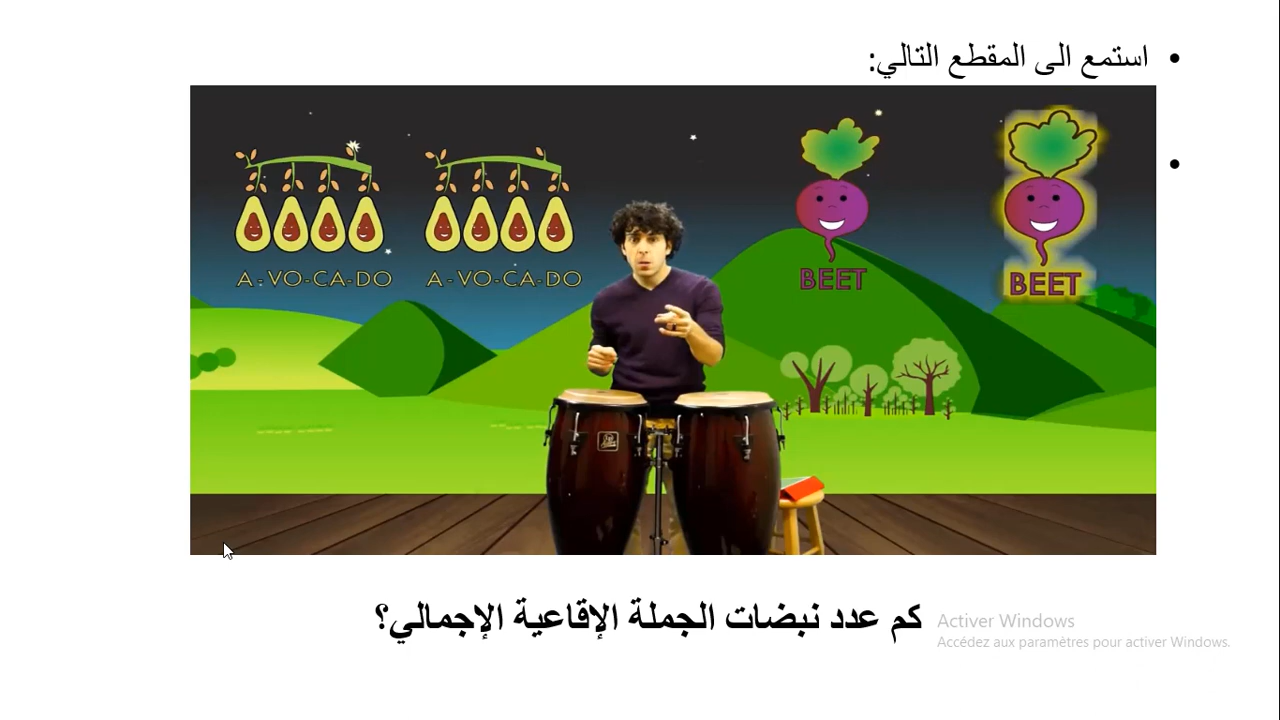 استمع الى المقطع التالي:
A-VO-CA-DO A-VO-CA-DO BEET BEET
كم عدد نبضات الجملة الإقاعية الإجمالي؟
Activer Windows
Accédez aux paramètres pour activer Windows.